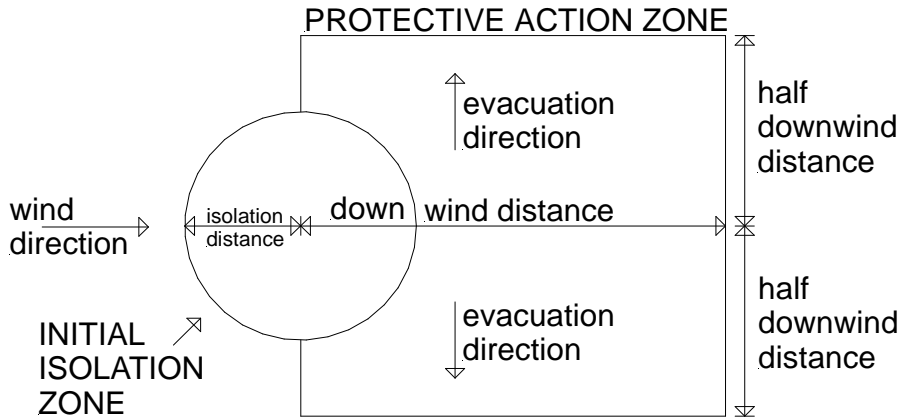 PROTECTIVE ACTION ZONE
evacuation
direction
half
downwind
distance
wind
direction
isolation
distance
down wind distance
INITIAL
ISOLATION
ZONE
evacuation
direction
half
downwind
distance